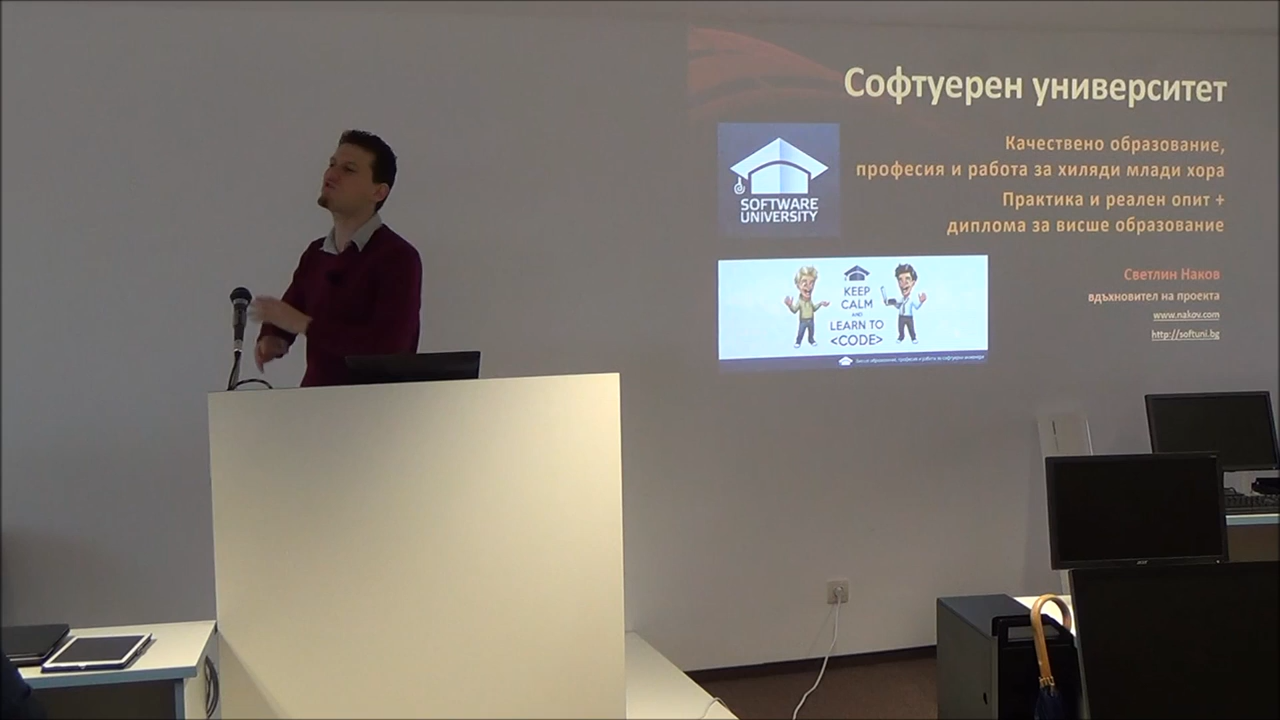 Софтуерен университет
Качествено образование,
професия и работа за хиляди млади хора
Практика и реален опит +
диплома за висше образование
SOFTWARE
UNIVERSITY
KEEP
CALM
AND
LEARN TO
<CODE>
Светлин Наков
вдъхновител на проекта
www.nakov.com
http://softuni.bg